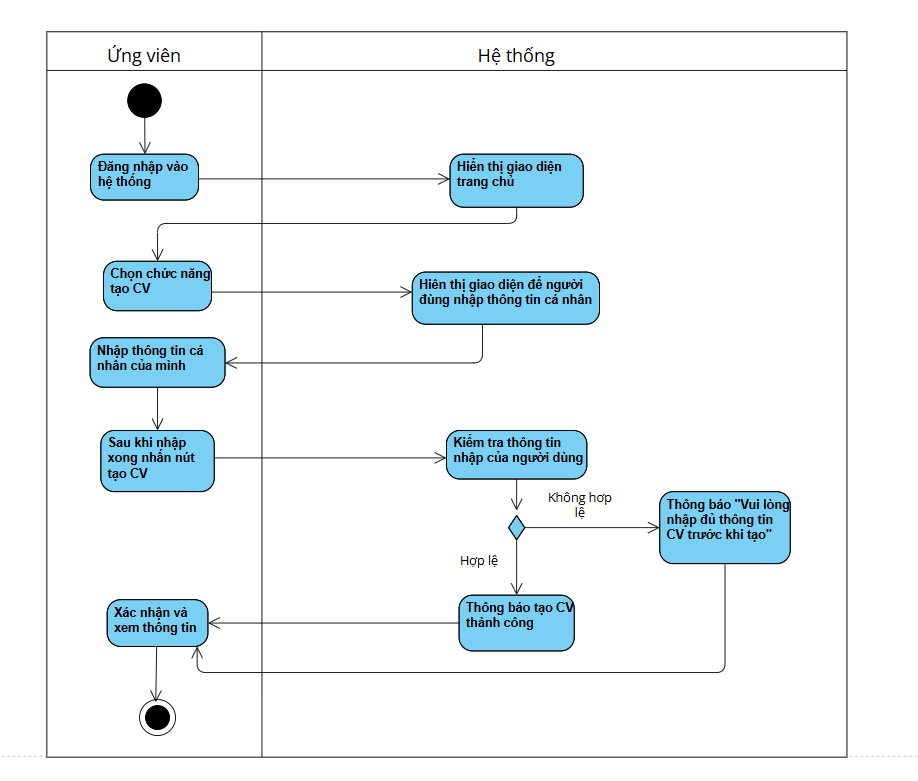 Ứng viên
Hệ thống
Đăng nhập vào
hệ thống
Hiển thị giao diện
trang chủ
Chọn chức năng
tạo CV
Hiên thị giao diện để người
đùng nhập thông tin cá nhân
Nhập thông tin cá
nhân của mình
Sau khi nhập
xong nhấn nút
tạo CV
Kiểm tra thông tin
nhập của người dùng
Không hợp
lệ
Thông báo "Vui lòng
nhập đủ thông tin
CV trước khi tạo"
Hợp lệ
Thông báo tạo CV
thành công
Xác nhận và
xem thông tin